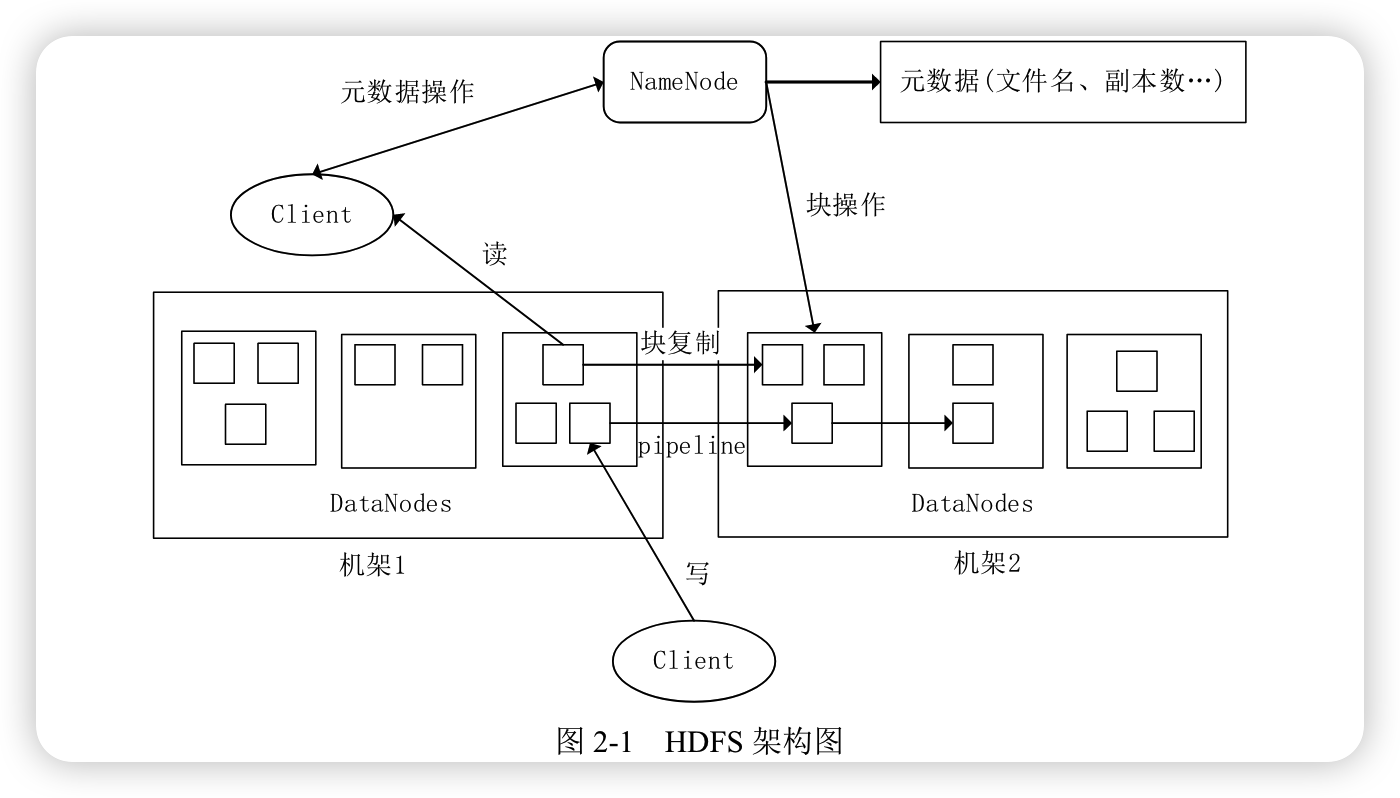 NameNode
元数据(文件名、副本数…)
元数据操作
块操作
Client
读
块复制
pipeline
DataNodes
DataNodes
机架1
机架2
写
Client
图 2-1 HDFS 架构图